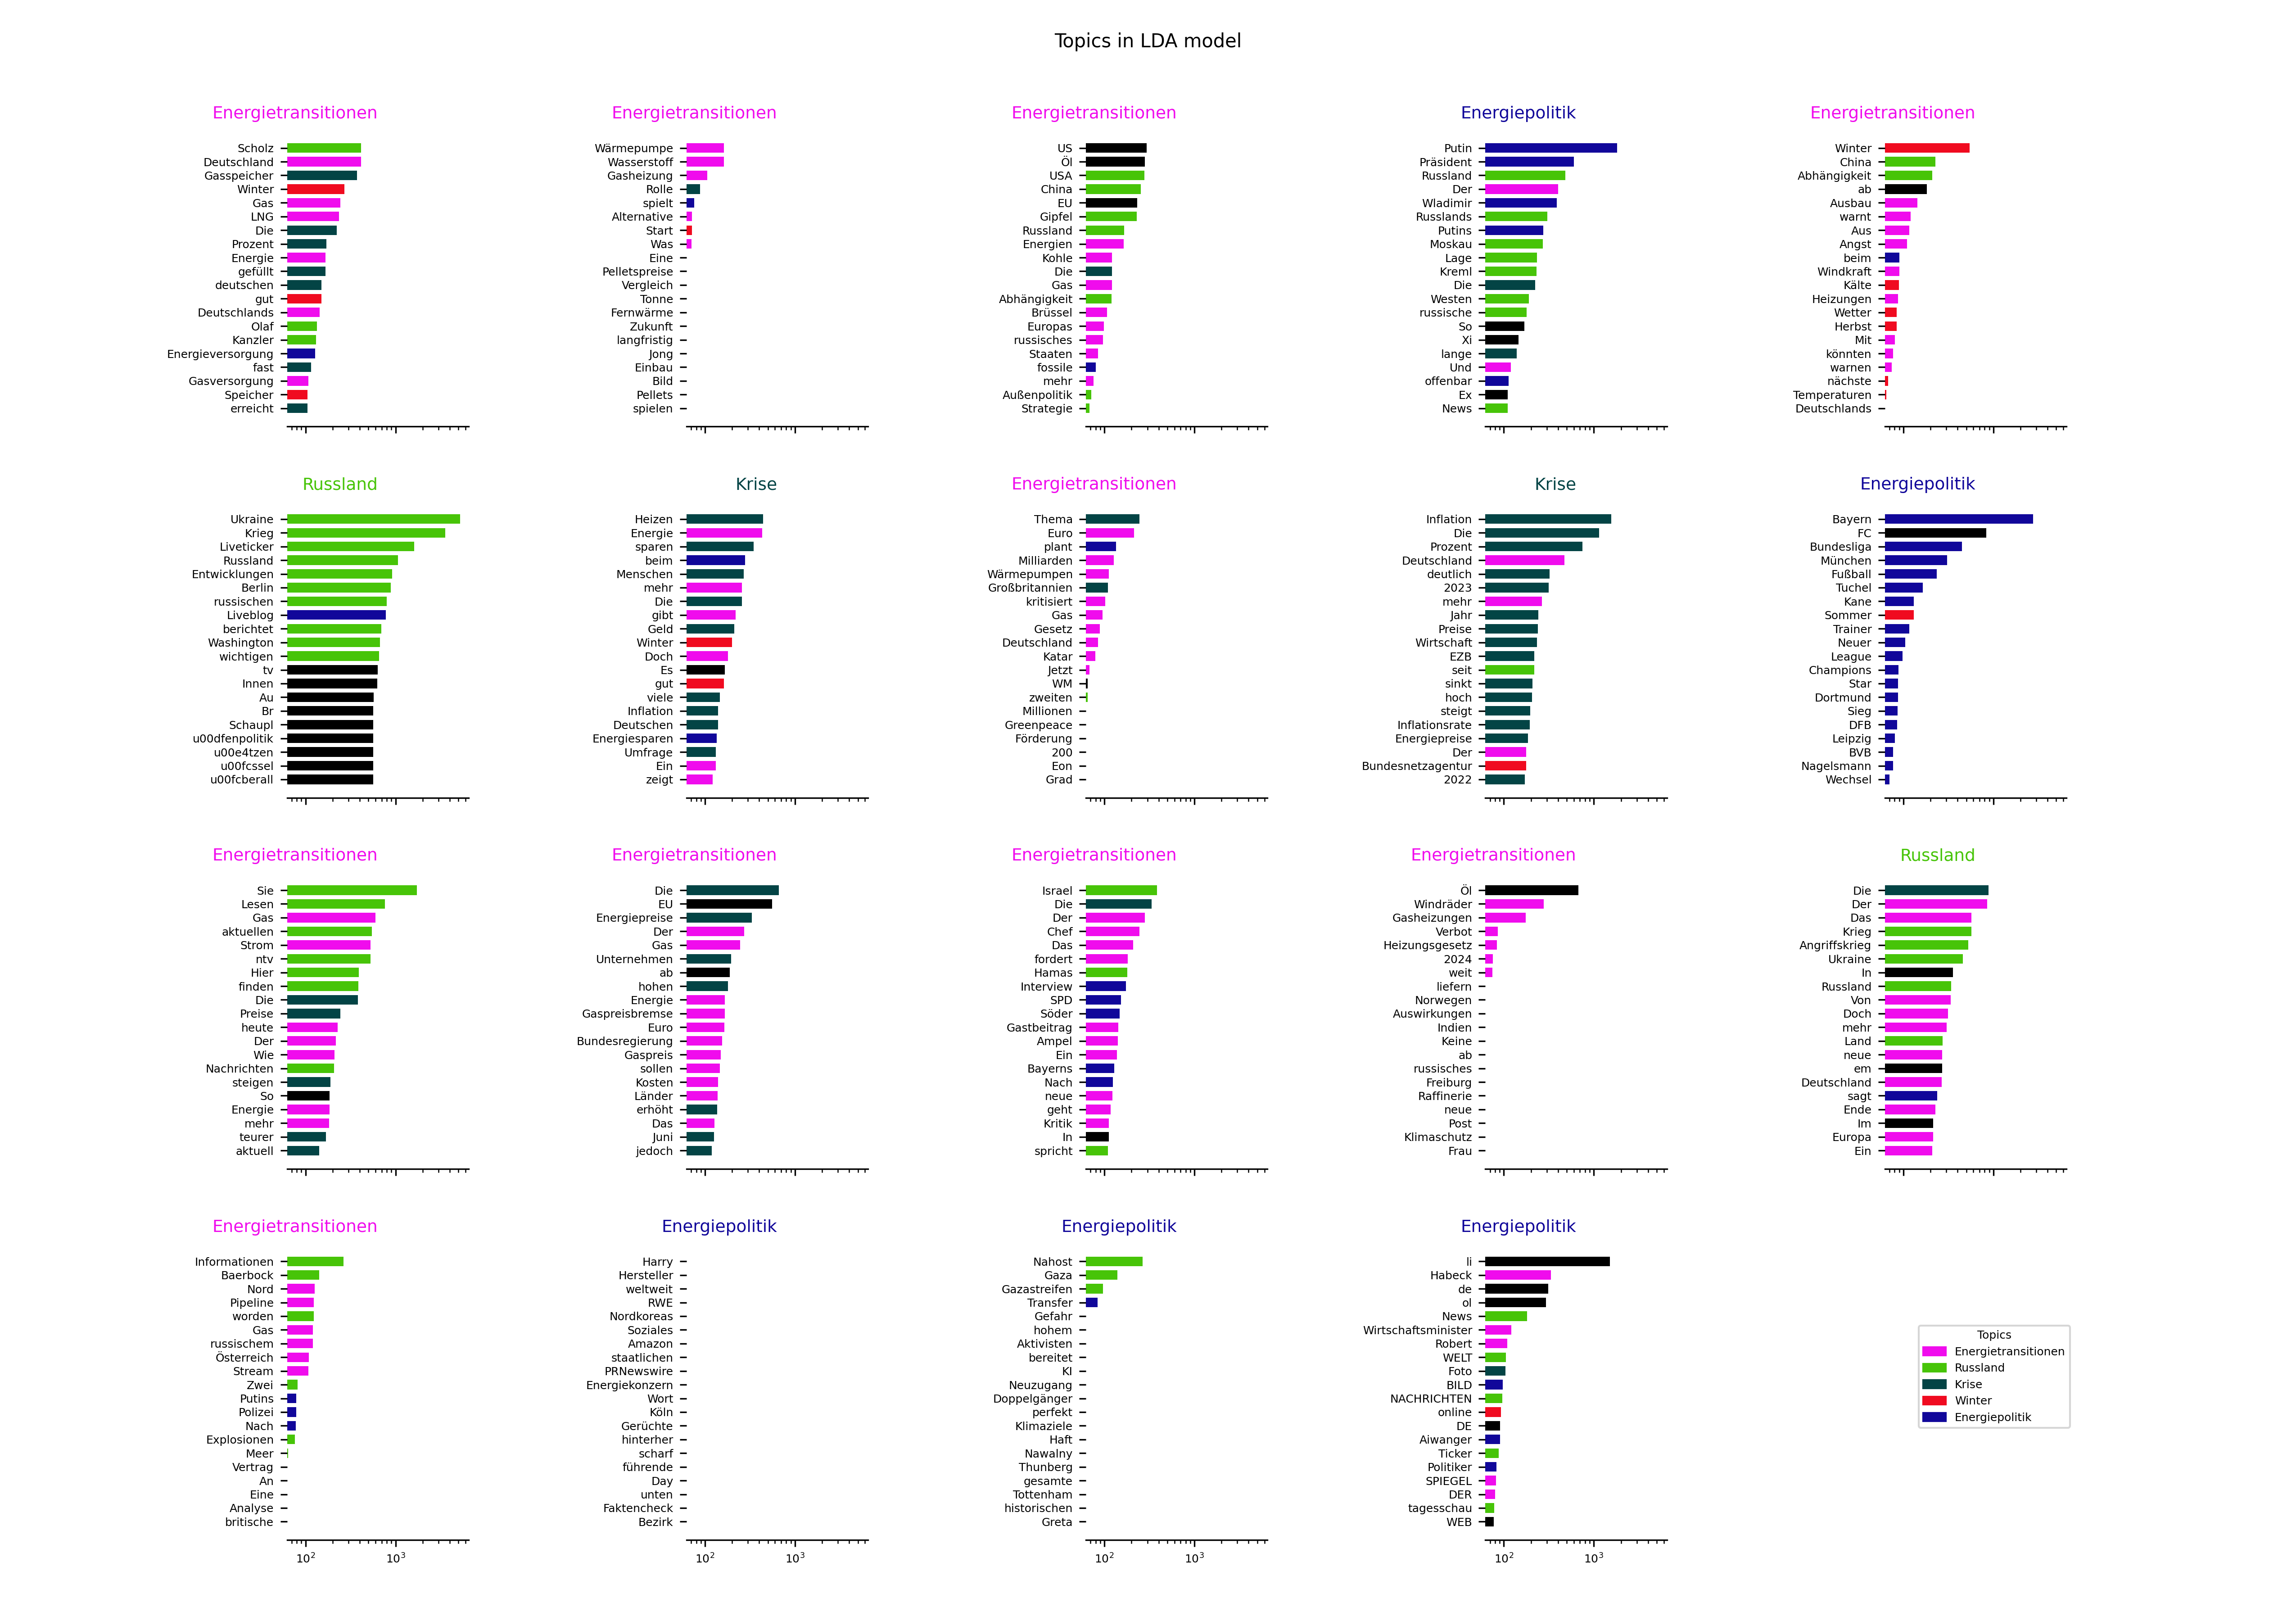 Topics in LDA model
Energietransitionen
Scholz
Deutschland
Gasspeicher
Winter
Gas
LNG
Die
Prozent
Energie
gefüllt
deutschen
gut
Deutschlands
Olaf
Kanzler
Energieversorgung
fast
Gasversorgung
Speicher
erreicht
Energietransitionen
Wärmepumpe
Wasserstoff
Gasheizung
Rolle
spielt
Alternative
Start
Was
Eine
Pelletspreise
Vergleich
Tonne
Fernwärme
Zukunft
langfristig
Jong
Einbau
Bild
Pellets
spielen
Energietransitionen
US
Öl
USA
China
EU
Gipfel
Russland
Energien
Kohle
Die
Gas
Abhängigkeit
Brüssel
Europas
russisches
Staaten
fossile
mehr
Außenpolitik
Strategie
Energiepolitik
Putin
Präsident
Russland
Der
Wladimir
Russlands
Putins
Moskau
Lage
Kreml
Die
Westen
russische
So
Xi
lange
Und
offenbar
Ex
News
Energietransitionen
Winter
China
Abhängigkeit
ab
Ausbau
warnt
Aus
Angst
beim
Windkraft
Kälte
Heizungen
Wetter
Herbst
Mit
könnten
warnen
nächste
Temperaturen
Deutschlands
Russland
Ukraine
Krieg
Liveticker
Russland
Entwicklungen
Berlin
russischen
Liveblog
berichtet
Washington
wichtigen
tv
Innen
Au
Br
Schaupl
u00dfenpolitik
u00e4tzen
u00fcssel
u00fcberall
Krise
Heizen
Energie
sparen
beim
Menschen
mehr
Die
gibt
Geld
Winter
Doch
Es
gut
viele
Inflation
Deutschen
Energiesparen
Umfrage
Ein
zeigt
Energietransitionen
Thema
Euro
plant
Milliarden
Wärmepumpen
Großbritannien
kritisiert
Gas
Gesetz
Deutschland
Katar
Jetzt
WM
zweiten
Millionen
Greenpeace
Förderung
200
Eon
Grad
Krise
Inflation
Die
Prozent
Deutschland
deutlich
2023
mehr
Jahr
Preise
Wirtschaft
EZB
seit
sinkt
hoch
steigt
Inflationsrate
Energiepreise
Der
Bundesnetzagentur
2022
Energiepolitik
Bayern
FC
Bundesliga
München
Fußball
Tuchel
Kane
Sommer
Trainer
Neuer
League
Champions
Star
Dortmund
Sieg
DFB
Leipzig
BVB
Nagelsmann
Wechsel
Energietransitionen
Sie
Lesen
Gas
aktuellen
Strom
ntv
Hier
finden
Die
Preise
heute
Der
Wie
Nachrichten
steigen
So
Energie
mehr
teurer
aktuell
Energietransitionen
Die
EU
Energiepreise
Der
Gas
Unternehmen
ab
hohen
Energie
Gaspreisbremse
Euro
Bundesregierung
Gaspreis
sollen
Kosten
Länder
erhöht
Das
Juni
jedoch
Energietransitionen
Israel
Die
Der
Chef
Das
fordert
Hamas
Interview
SPD
Söder
Gastbeitrag
Ampel
Ein
Bayerns
Nach
neue
geht
Kritik
In
spricht
Energietransitionen
Öl
Windräder
Gasheizungen
Verbot
Heizungsgesetz
2024
weit
liefern
Norwegen
Auswirkungen
Indien
Keine
ab
russisches
Freiburg
Raffinerie
neue
Post
Klimaschutz
Frau
Russland
Die
Der
Das
Krieg
Angriffskrieg
Ukraine
In
Russland
Von
Doch
mehr
Land
neue
em
Deutschland
sagt
Ende
Im
Europa
Ein
Energietransitionen
Informationen
Baerbock
Nord
Pipeline
worden
Gas
russischem
Österreich
Stream
Zwei
Putins
Polizei
Nach
Explosionen
Meer
Vertrag
An
Eine
Analyse
britische
10² 10³
Energiepolitik
Harry
Hersteller
weltweit
RWE
Nordkoreas
Soziales
Amazon
staatlichen
PRNewswire
Energiekonzern
Wort
Köln
Gerüchte
hinterher
scharf
führende
Day
unten
Faktencheck
Bezirk
10² 10³
Energiepolitik
Nahost
Gaza
Gazastreifen
Transfer
Gefahr
hohem
Aktivisten
bereitet
KI
Neuzugang
Doppelgänger
perfekt
Klimaziele
Haft
Nawalny
Thunberg
gesamte
Tottenham
historischen
Greta
10² 10³
Energiepolitik
li
Habeck
de
ol
News
Wirtschaftsminister
Robert
WELT
Foto
BILD
NACHRICHTEN
online
DE
Aiwanger
Ticker
Politiker
SPIEGEL
DER
tagesschau
WEB
10² 10³
Topics
Energietransitionen
Russland
Krise
Winter
Energiepolitik